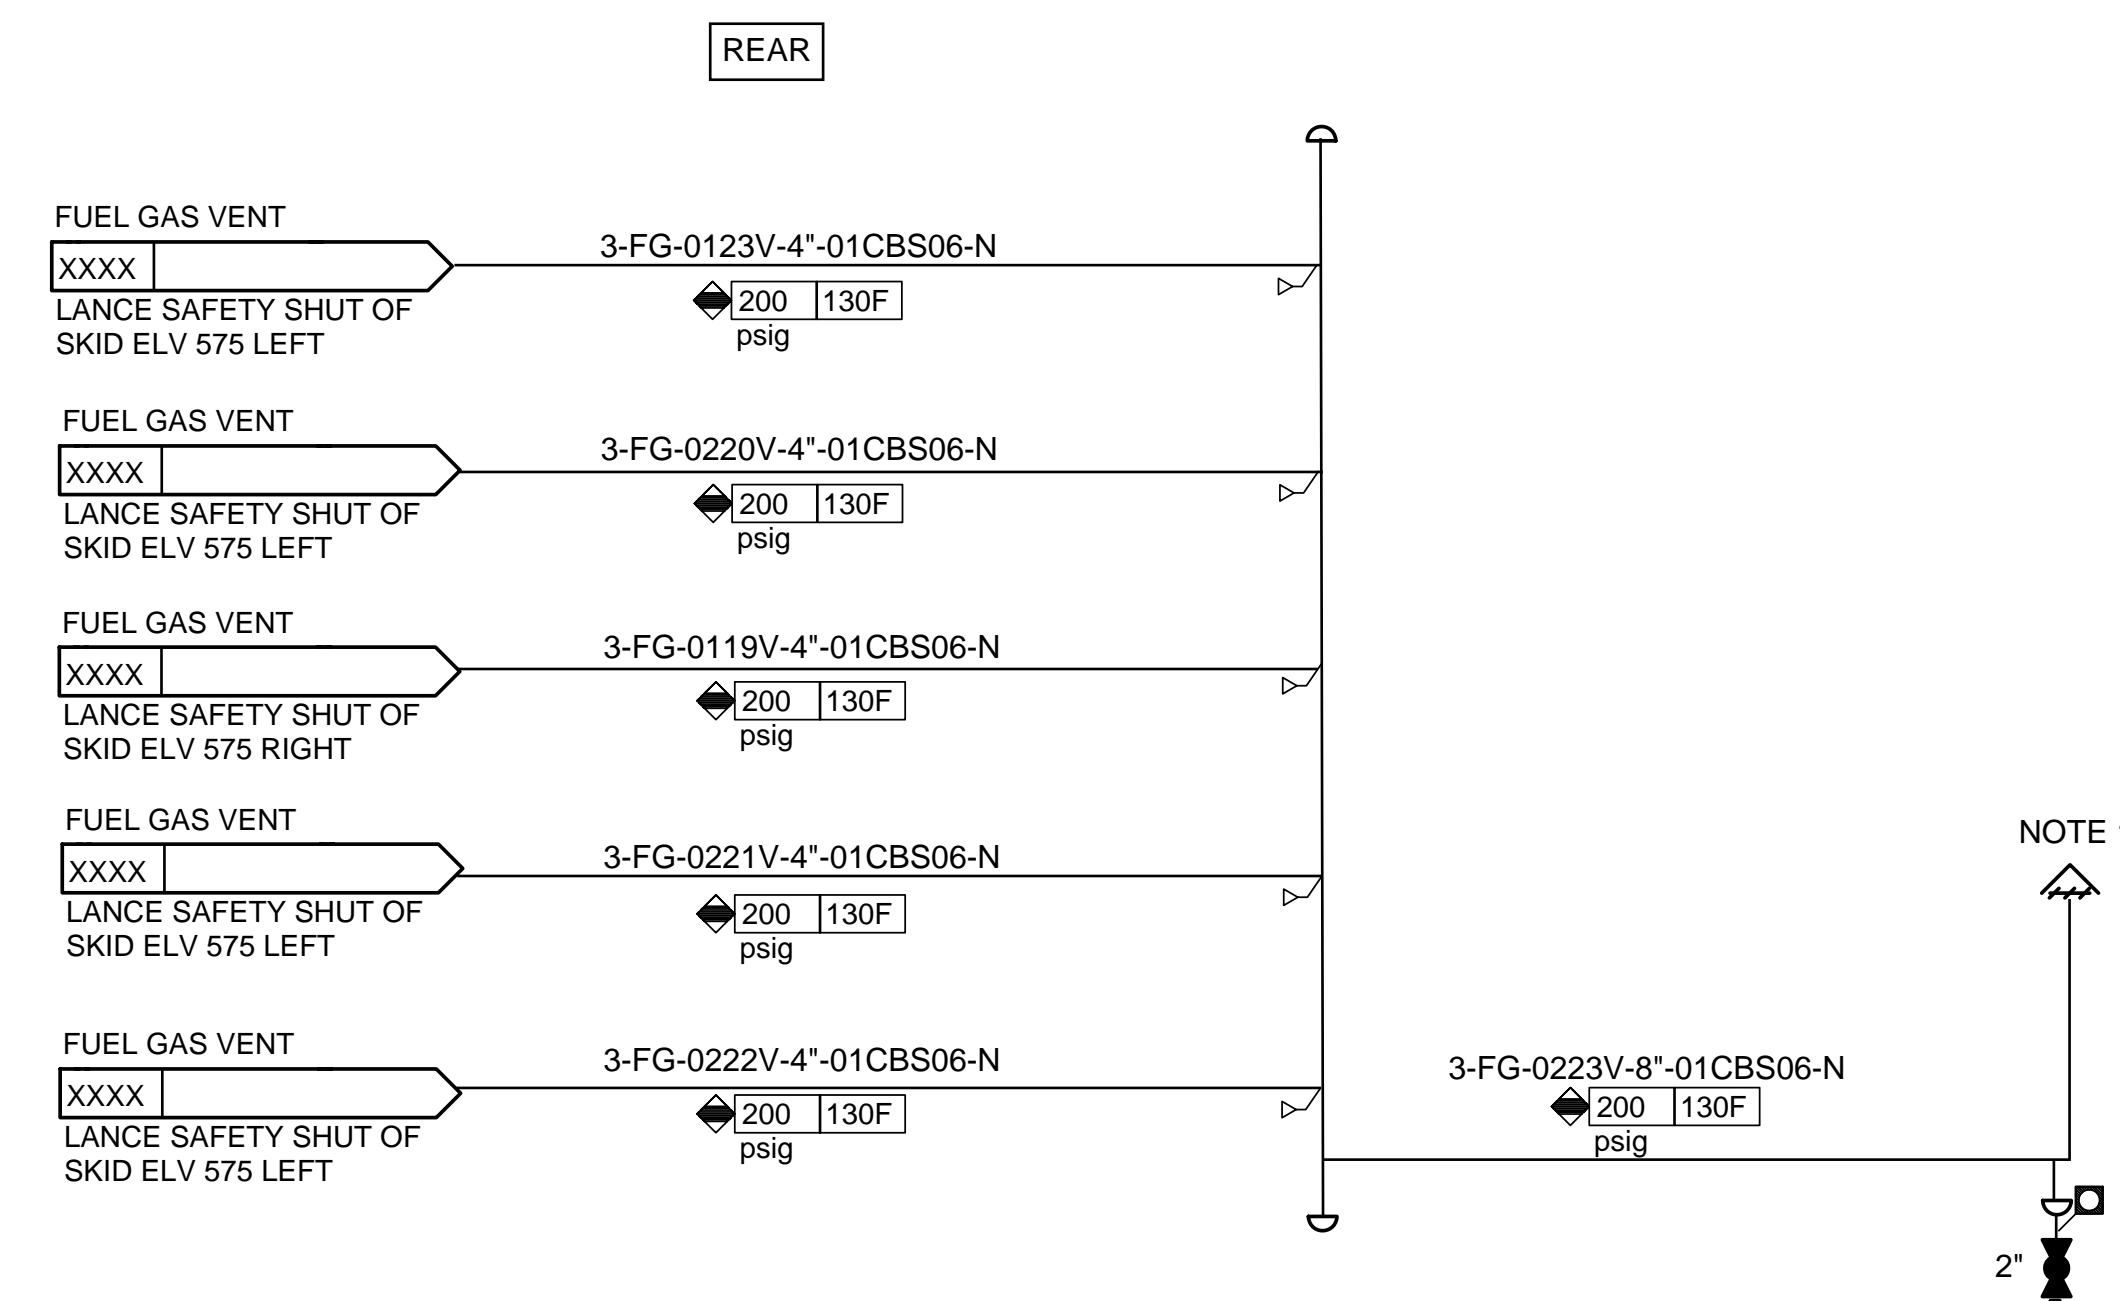 REAR
FUEL GAS VENT
XXXX
LANCE SAFETY SHUT OF
SKID ELV 575 LEFT
3-FG-0123V-4"-01CBS06-N
200 130F
psig
FUEL GAS VENT
XXXX
LANCE SAFETY SHUT OF
SKID ELV 575 LEFT
3-FG-0220V-4"-01CBS06-N
200 130F
psig
FUEL GAS VENT
XXXX
LANCE SAFETY SHUT OF
SKID ELV 575 RIGHT
3-FG-0119V-4"-01CBS06-N
200 130F
psig
FUEL GAS VENT
XXXX
LANCE SAFETY SHUT OF
SKID ELV 575 LEFT
3-FG-0221V-4"-01CBS06-N
200 130F
psig
NOTE
FUEL GAS VENT
XXXX
LANCE SAFETY SHUT OF
SKID ELV 575 LEFT
3-FG-0222V-4"-01CBS06-N
200 130F
psig
3-FG-0223V-8"-01CBS06-N
200 130F
psig
2"